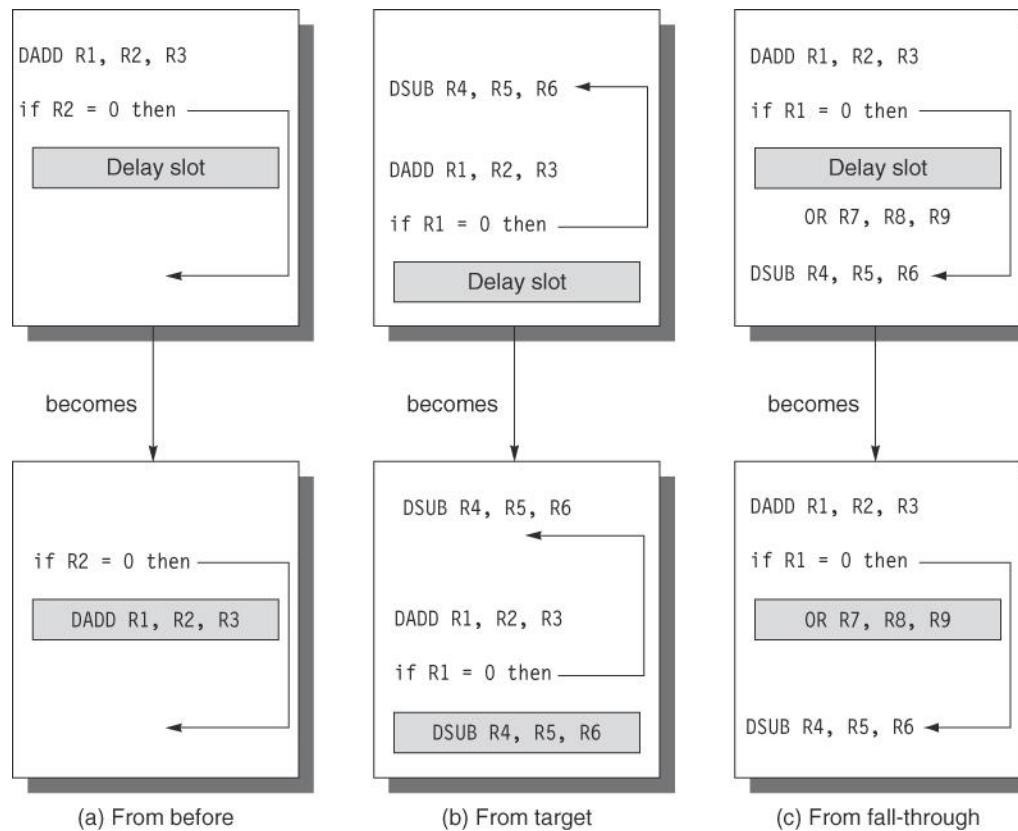 DADD R1, R2, R3
if R2 = 0 then
Delay slot
becomes
if R2 = 0 then
DADD R1, R2, R3
(a) From before
DSUB R4, R5, R6
DADD R1, R2, R3
if R1 = 0 then
Delay slot
becomes
DSUB R4, R5, R6
DADD R1, R2, R3
if R1 = 0 then
DSUB R4, R5, R6
(b) From target
DADD R1, R2, R3
if R1 = 0 then
Delay slot
OR R7, R8, R9
DSUB R4, R5, R6
becomes
DADD R1, R2, R3
if R1 = 0 then
OR R7, R8, R9
DSUB R4, R5, R6
(c) From fall-through